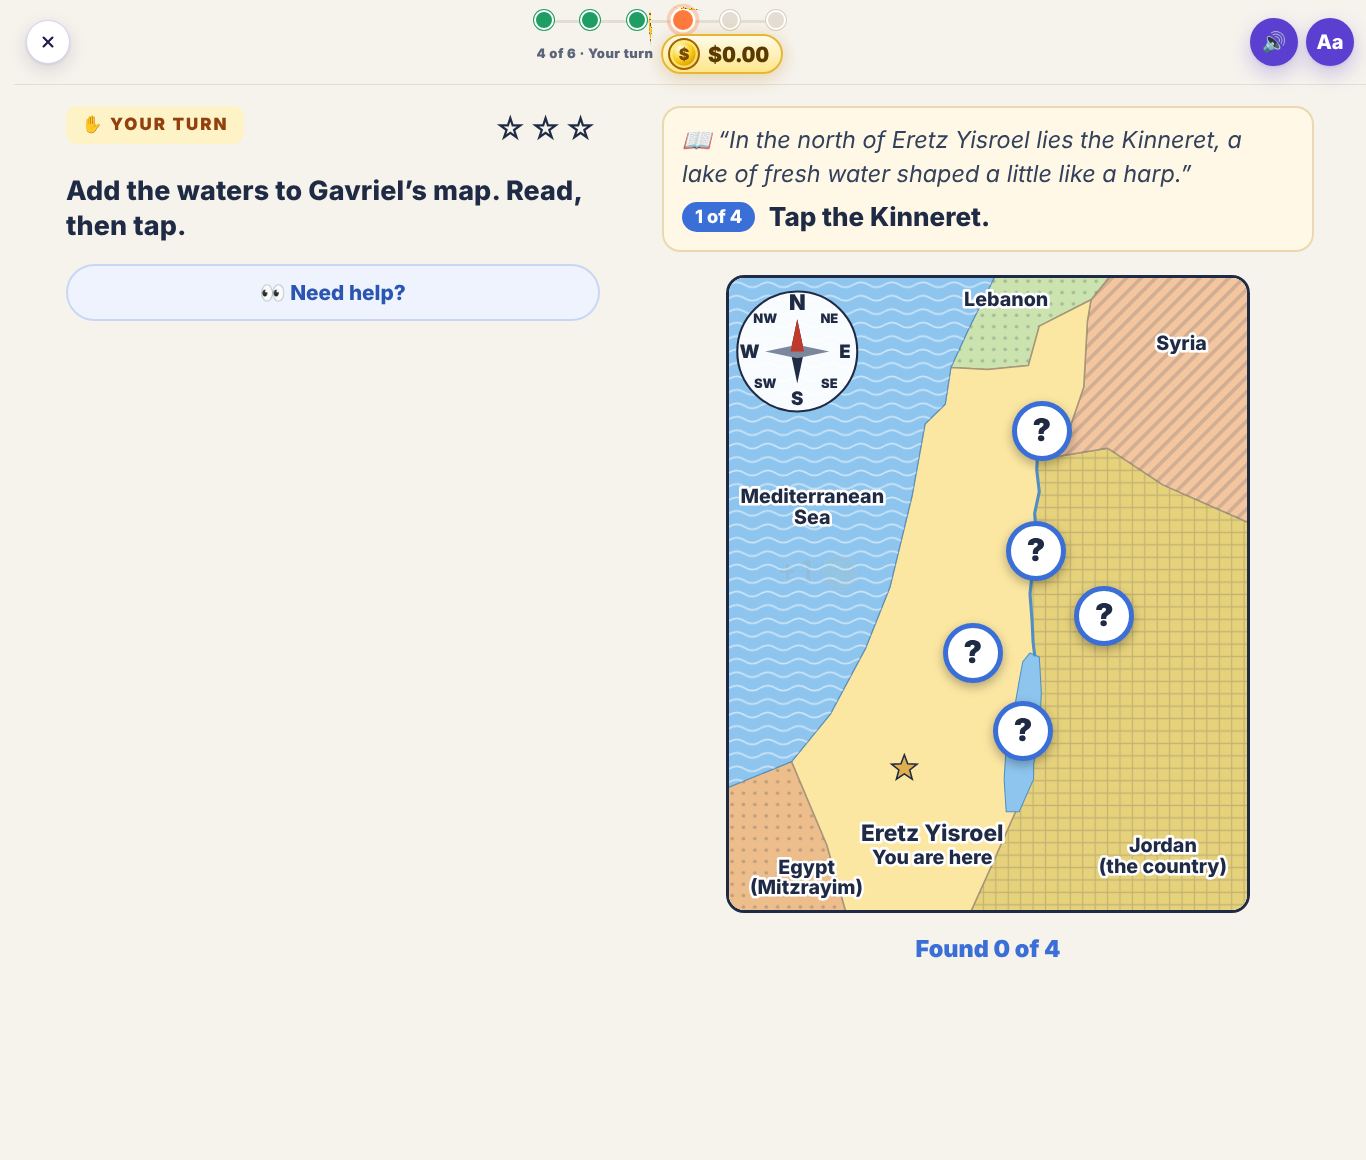 4 of 6 · Your turn
$ $0.00
Aa
✋ YOUR TURN
Add the waters to Gavriel’s map. Read,
then tap.
👀 Need help?
📖 “In the north of Eretz Yisroel lies the Kinneret, a
lake of fresh water shaped a little like a harp.”
1 of 4 Tap the Kinneret.
N
NW NE
W E
SW SE
S
Lebanon
Syria
?
Mediterranean
Sea
?
?
?
?
Eretz Yisroel
You are here
Jordan
(the country)
Egypt
(Mitzrayim)
Found 0 of 4